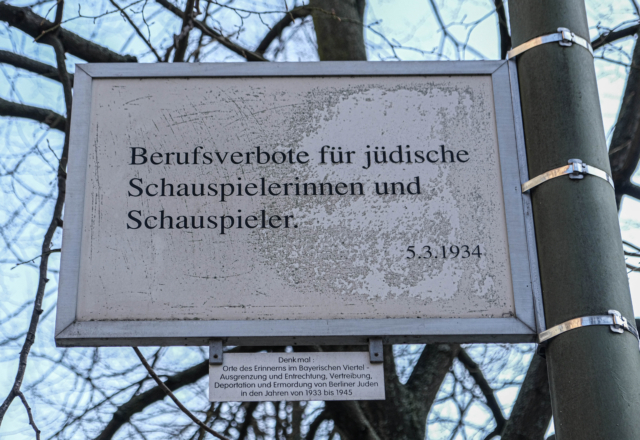 Berufsverbote für jüdische
Schauspielerinnen und
Schauspieler.
5.3.1934
Denkmal :
Orte des Erinnerns im Bayerischen Viertel -
Ausgrenzung und Entrechtung, Vertreibung,
Deportation und Ermordung von Berliner Juden
in den Jahren von 1933 bis 1945